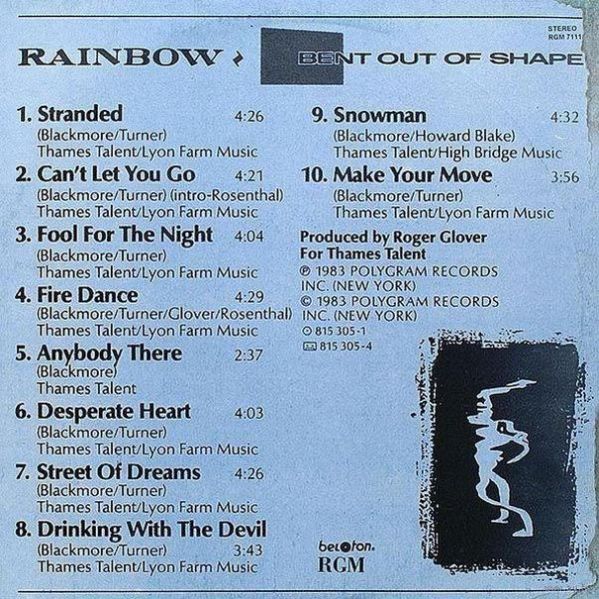 STEREO
RGM 7111
RAINBOW
BENT OUT OF SHAPE
1. Stranded 4:26
(Blackmore/Turner)
Thames Talent/Lyon Farm Music
2. Can't Let You Go 4:21
(Blackmore/Turner) (intro-Rosenthal)
Thames Talent/Lyon Farm Music
3. Fool For The Night 4:04
(Blackmore/Turner)
Thames Talent/Lyon Farm Music
4. Fire Dance 4:29
(Blackmore/Turner/Glover/Rosenthal)
Thames Talent/Lyon Farm Music
5. Anybody There 2:37
(Blackmore)
Thames Talent
6. Desperate Heart 4:03
(Blackmore/Turner)
Thames Talent/Lyon Farm Music
7. Street Of Dreams 4:26
(Blackmore/Turner)
Thames Talent/Lyon Farm Music
8. Drinking With The Devil
(Blackmore/Turner) 3:43
Thames Talent/Lyon Farm Music
9. Snowman 4:32
(Blackmore/Howard Blake)
Thames Talent/High Bridge Music
10. Make Your Move 3:56
(Blackmore/Turner)
Thames Talent/Lyon Farm Music
Produced by Roger Glover
For Thames Talent
℗ 1983 POLYGRAM RECORDS
INC. (NEW YORK)
© 1983 POLYGRAM RECORDS
INC. (NEW YORK)
815 305-1
815 305-4
beloton.
RGM